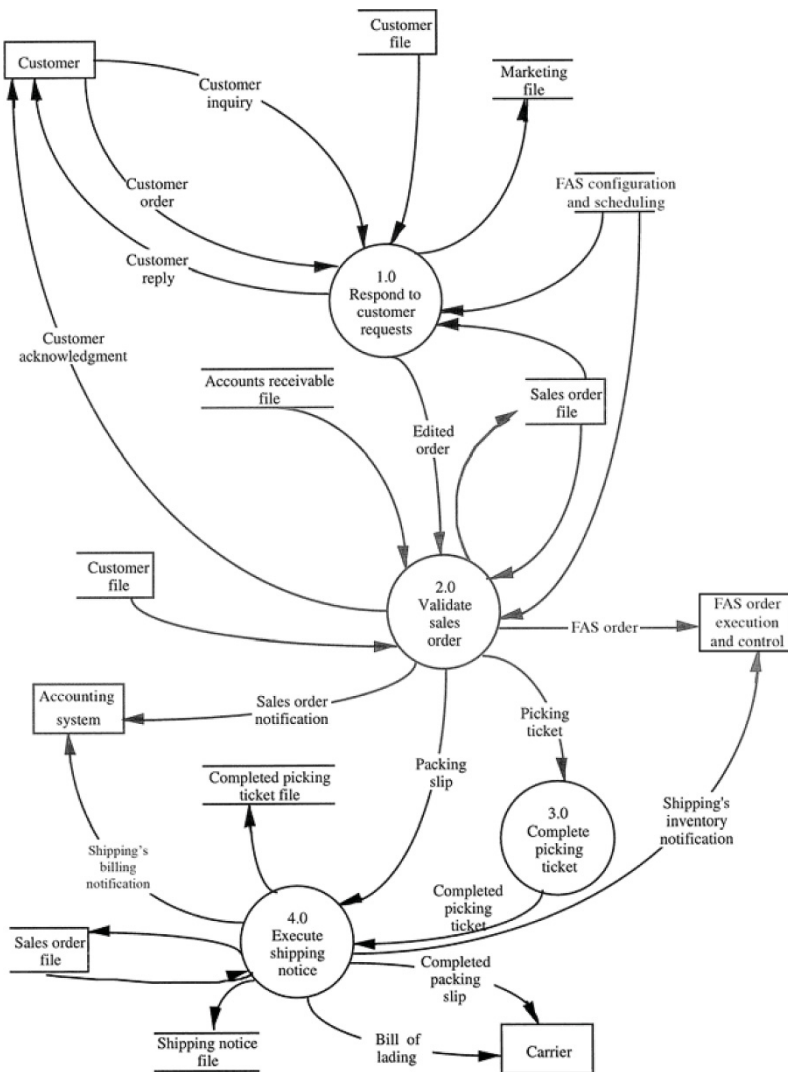 Customer
file
Customer
Customer
inquiry
Marketing
file
Customer
order
FAS configuration
and scheduling
Customer
reply
1.0
Respond to
customer
requests
Customer
acknowledgment
Accounts receivable
file
Sales order
file
Edited
order
Customer
file
2.0
Validate
sales
order
FAS order
FAS order
execution
and control
Accounting
system
Sales order
notification
Picking
ticket
Packing
slip
Completed picking
ticket file
3.0
Complete
picking
ticket
Shipping's
inventory
notification
Shipping's
billing
notification
Completed
picking
ticket
4.0
Execute
shipping
notice
Sales order
file
Completed
packing
slip
Shipping notice
file
Bill of
lading
Carrier